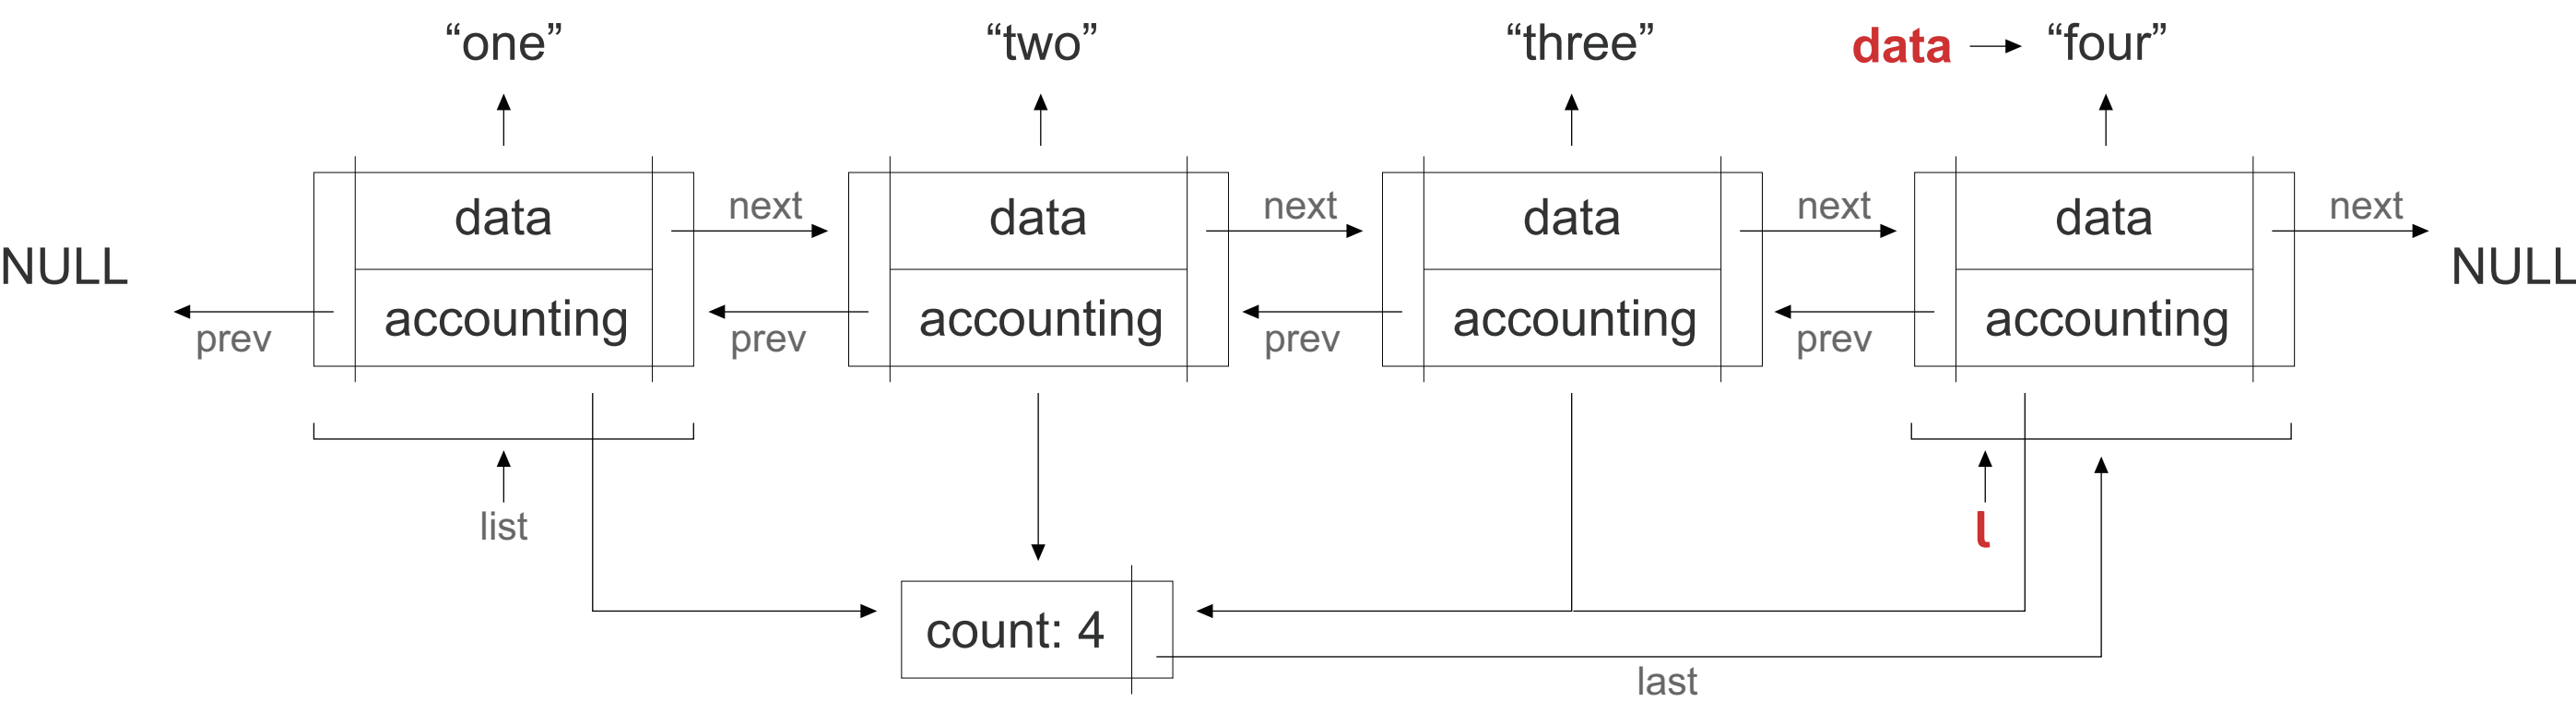 “one” “two” “three” data “four”
data next data next data next data next
NULL NULL
prev accounting prev accounting prev accounting prev accounting
list l
count: 4
last